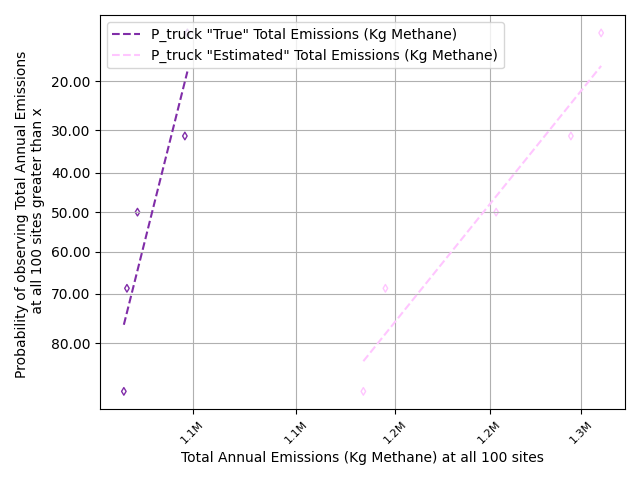 P_truck "True" Total Emissions (Kg Methane)
P_truck "Estimated" Total Emissions (Kg Methane)
Probability of observing Total Annual Emissions
at all 100 sites greater than x
20.00
30.00
40.00
50.00
60.00
70.00
80.00
1.1M
1.1M
1.2M
1.2M
1.3M
Total Annual Emissions (Kg Methane) at all 100 sites